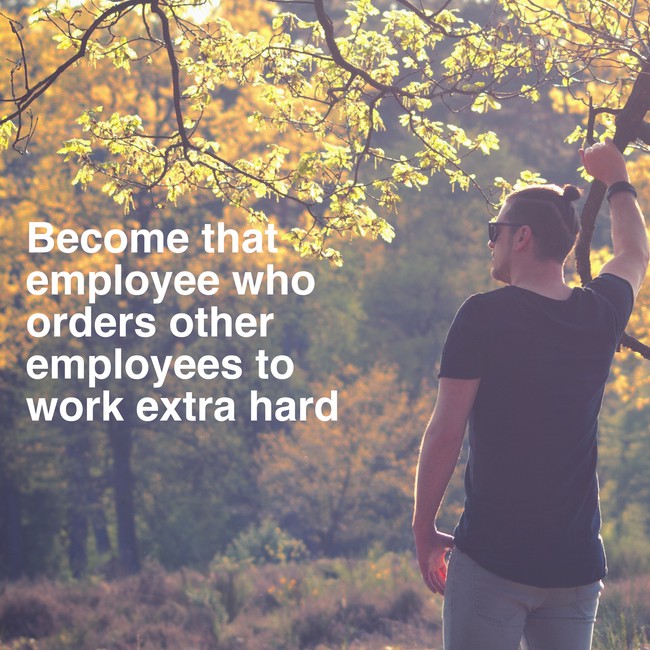 Become that
employee who
orders other
employees to
work extra hard